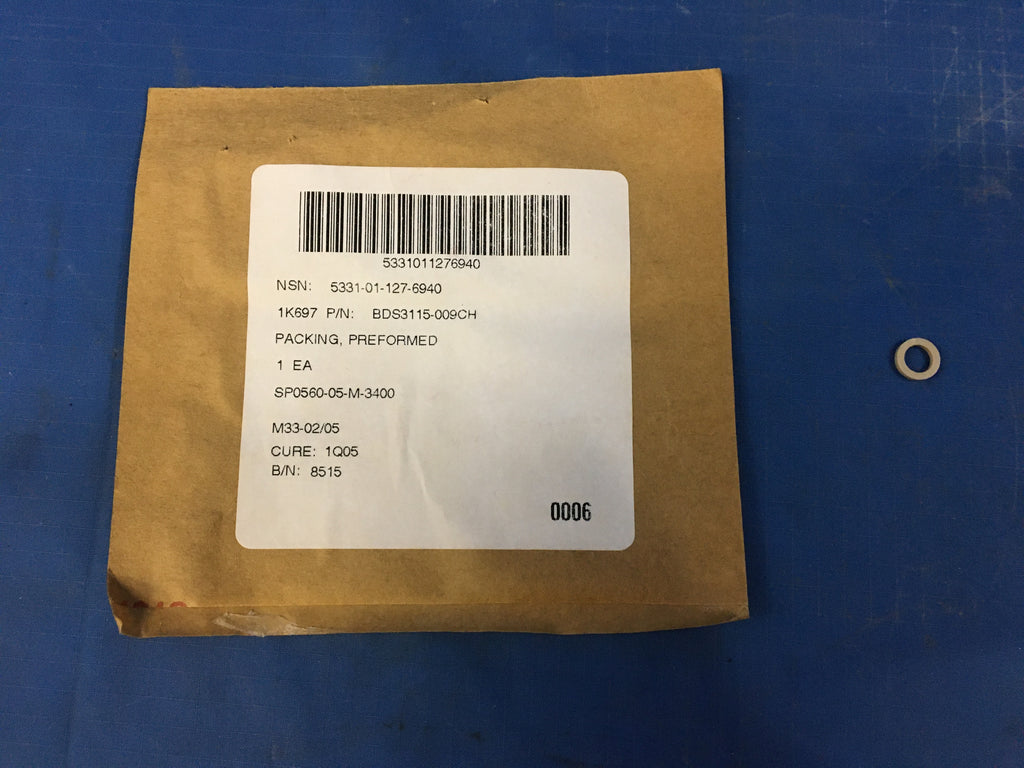 5331011276940
NSN: 5331-01-127-6940
1K697 P/N: BDS3115-009CH
PACKING, PREFORMED
1 EA
SP0560-05-M-3400
M33-02/05
CURE: 1Q05
B/N: 8515
0006